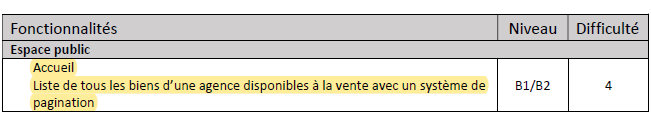 Fonctionnalités Niveau Difficulté
Espace public
Accueil
Liste de tous les biens d’une agence disponibles à la vente avec un système de B1/B2 4
pagination